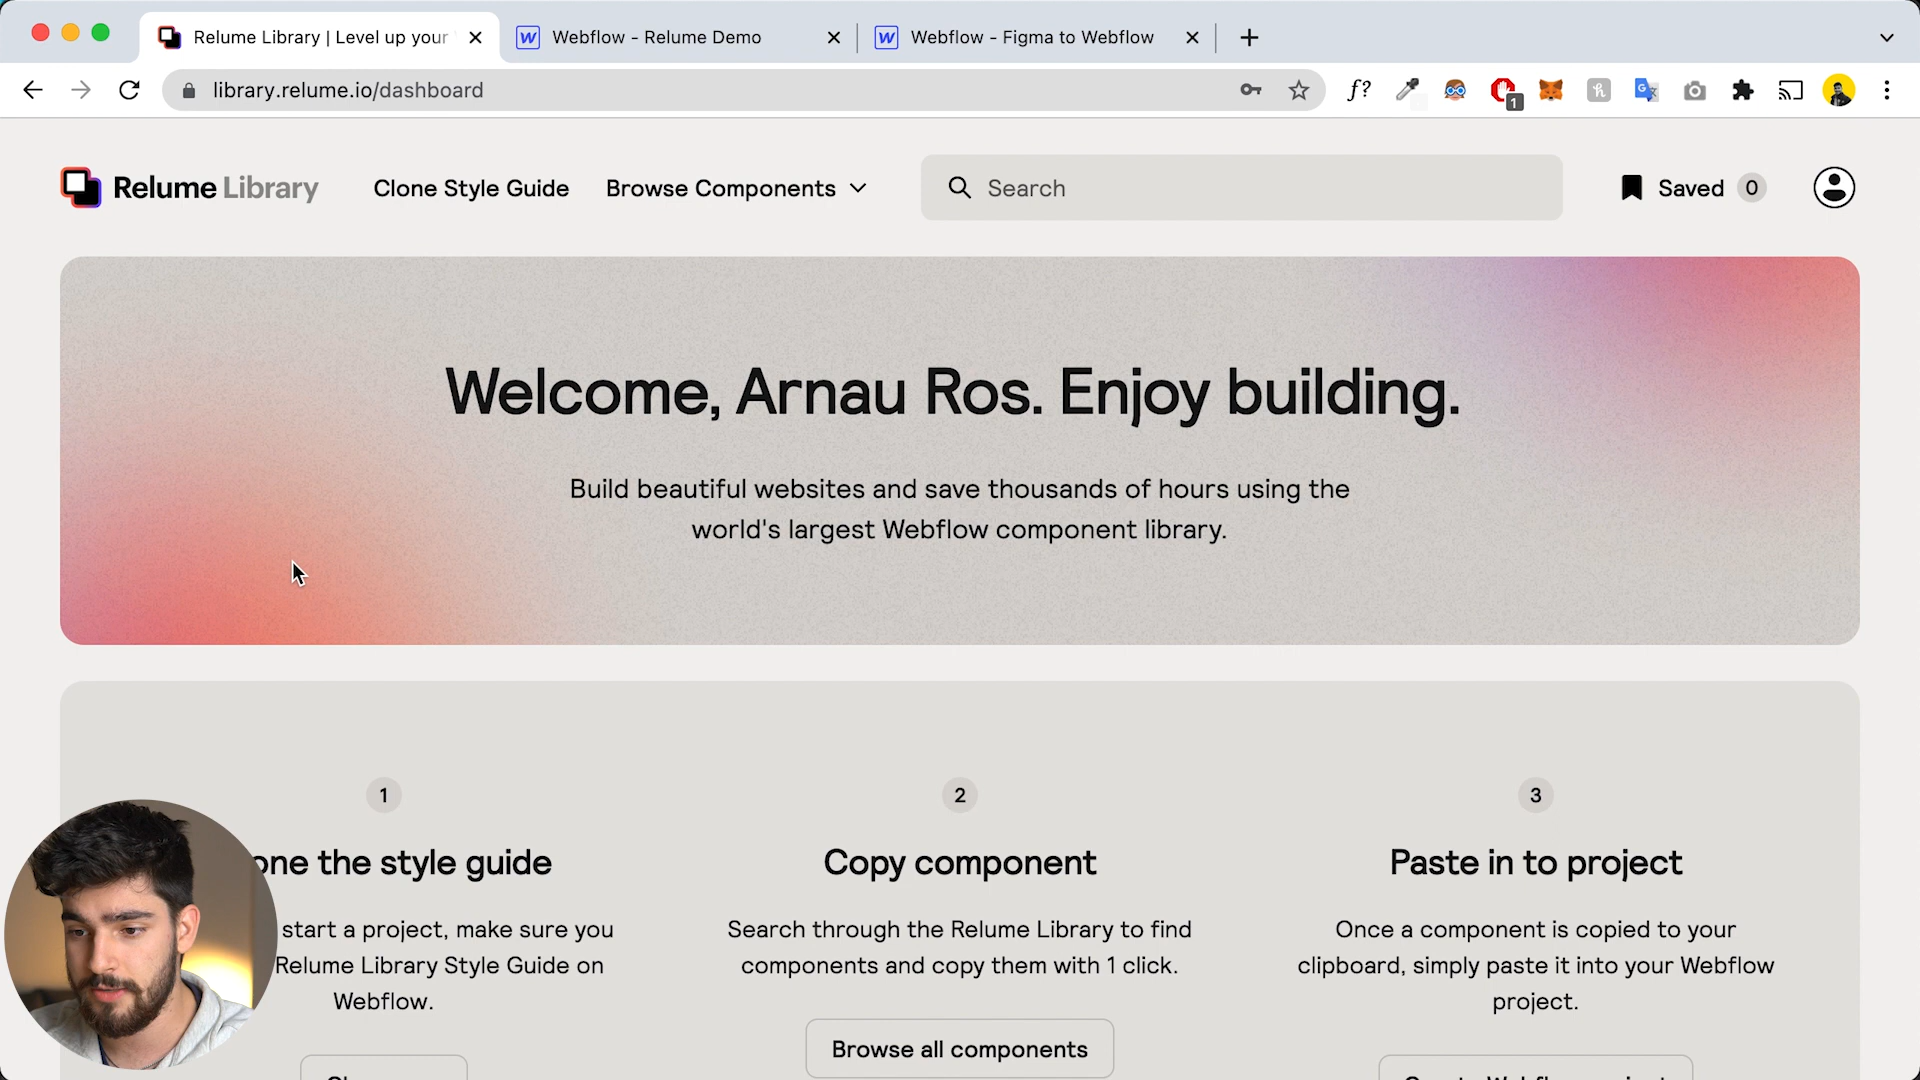 Relume Library | Level up your
Webflow - Relume Demo
Webflow - Figma to Webflow
library.relume.io/dashboard
f?
1
Relume Library
Clone Style Guide
Browse Components
Search
Saved 0
Welcome, Arnau Ros. Enjoy building.
Build beautiful websites and save thousands of hours using the
world's largest Webflow component library.
1
one the style guide
start a project, make sure you
Relume Library Style Guide on
Webflow.
2
Copy component
Search through the Relume Library to find
components and copy them with 1 click.
Browse all components
3
Paste in to project
Once a component is copied to your
clipboard, simply paste it into your Webflow
project.